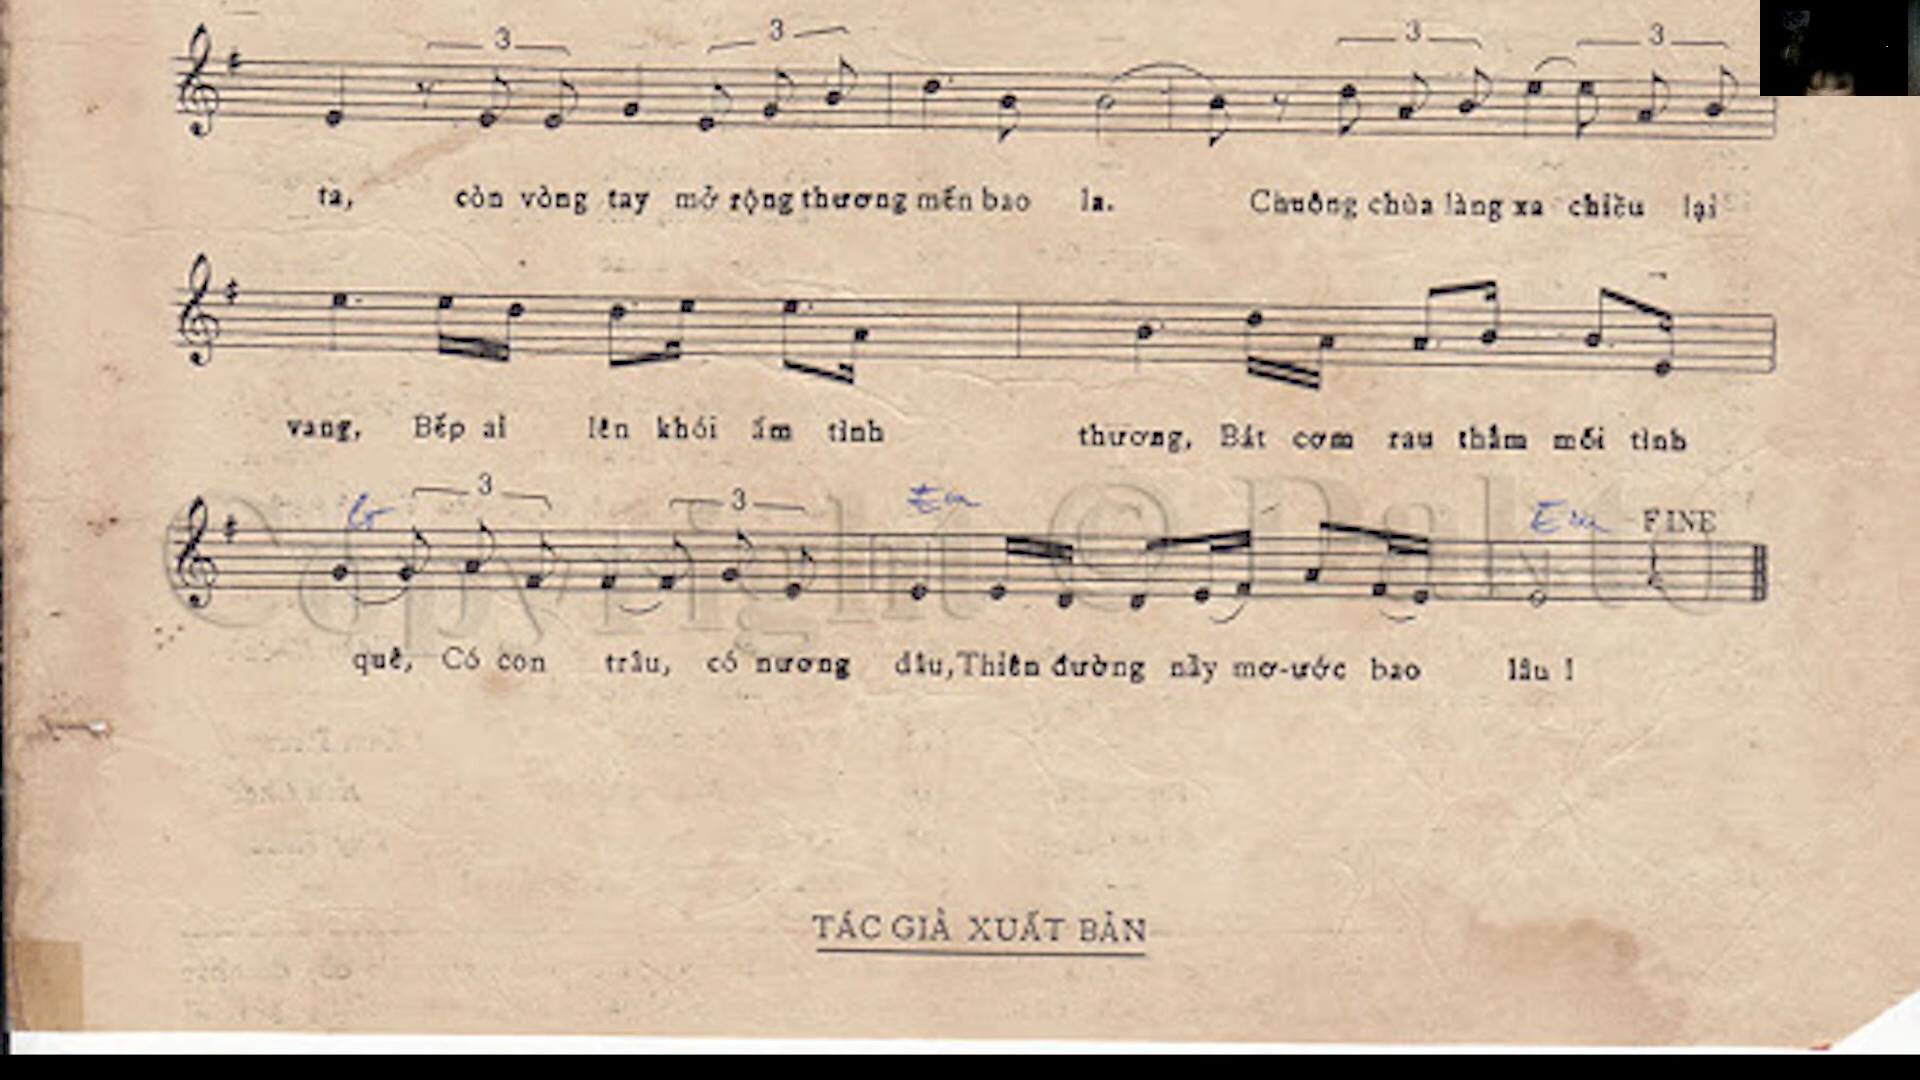 3 3 3 3
ta, còn vòng tay mở rộng thương mến bao la. Chuông chùa làng xa chiều lại
vang, Bếp ai lên khói ấm tình thương, Bát cơm rau thắm mối tình
G 3 3 Em Em FINE
Copyright ©
quê, Có con trâu, có nương dâu, Thiên đường nầy mơ-ước bao lâu !
TÁC GIẢ XUẤT BẢN